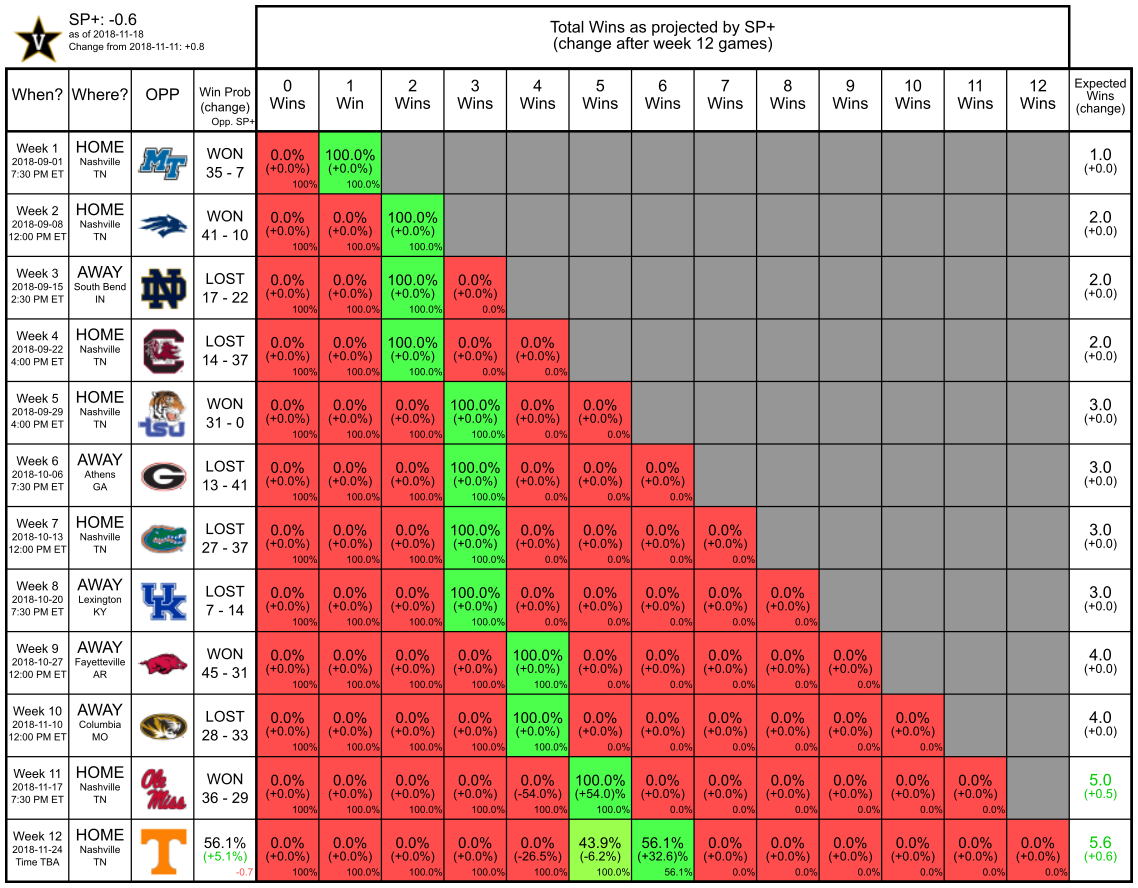 V
SP+: -0.6
as of 2018-11-18
Change from 2018-11-11: +0.8
Total Wins as projected by SP+
(change after week 12 games)
When? Where? OPP Win Prob (change) Opp. SP+ 0 Wins 1 Win 2 Wins 3 Wins 4 Wins 5 Wins 6 Wins 7 Wins 8 Wins 9 Wins 10 Wins 11 Wins 12 Wins Expected Wins (change)
Week 1 HOME MT WON 0.0% 100.0% 1.0
2018-09-01 Nashville 35 - 7 (+0.0%) (+0.0%) (+0.0)
7:30 PM ET TN 100% 100.0%
Week 2 HOME WON 0.0% 0.0% 100.0% 2.0
2018-09-08 Nashville 41 - 10 (+0.0%) (+0.0%) (+0.0%) (+0.0)
12:00 PM ET TN 100% 100.0% 100.0%
Week 3 AWAY ND LOST 0.0% 0.0% 100.0% 0.0% 2.0
2018-09-15 South Bend 17 - 22 (+0.0%) (+0.0%) (+0.0%) (+0.0%) (+0.0)
2:30 PM ET IN 100% 100.0% 100.0% 0.0%
Week 4 HOME C LOST 0.0% 0.0% 100.0% 0.0% 0.0% 2.0
2018-09-22 Nashville 14 - 37 (+0.0%) (+0.0%) (+0.0%) (+0.0%) (+0.0%) (+0.0)
4:00 PM ET TN 100% 100.0% 100.0% 0.0% 0.0%
Week 5 HOME tsu WON 0.0% 0.0% 0.0% 100.0% 0.0% 0.0% 3.0
2018-09-29 Nashville 31 - 0 (+0.0%) (+0.0%) (+0.0%) (+0.0%) (+0.0%) (+0.0%) (+0.0)
4:00 PM ET TN 100% 100.0% 100.0% 100.0% 0.0% 0.0%
Week 6 AWAY G LOST 0.0% 0.0% 0.0% 100.0% 0.0% 0.0% 0.0% 3.0
2018-10-06 Athens 13 - 41 (+0.0%) (+0.0%) (+0.0%) (+0.0%) (+0.0%) (+0.0%) (+0.0%) (+0.0)
7:30 PM ET GA 100% 100.0% 100.0% 100.0% 0.0% 0.0% 0.0%
Week 7 HOME LOST 0.0% 0.0% 0.0% 100.0% 0.0% 0.0% 0.0% 0.0% 3.0
2018-10-13 Nashville 27 - 37 (+0.0%) (+0.0%) (+0.0%) (+0.0%) (+0.0%) (+0.0%) (+0.0%) (+0.0%) (+0.0)
12:00 PM ET TN 100% 100.0% 100.0% 100.0% 0.0% 0.0% 0.0% 0.0%
Week 8 AWAY UK LOST 0.0% 0.0% 0.0% 100.0% 0.0% 0.0% 0.0% 0.0% 0.0% 3.0
2018-10-20 Lexington 7 - 14 (+0.0%) (+0.0%) (+0.0%) (+0.0%) (+0.0%) (+0.0%) (+0.0%) (+0.0%) (+0.0%) (+0.0)
7:30 PM ET KY 100% 100.0% 100.0% 100.0% 0.0% 0.0% 0.0% 0.0% 0.0%
Week 9 AWAY WON 0.0% 0.0% 0.0% 0.0% 100.0% 0.0% 0.0% 0.0% 0.0% 0.0% 4.0
2018-10-27 Fayetteville 45 - 31 (+0.0%) (+0.0%) (+0.0%) (+0.0%) (+0.0%) (+0.0%) (+0.0%) (+0.0%) (+0.0%) (+0.0%) (+0.0)
12:00 PM ET AR 100% 100.0% 100.0% 100.0% 100.0% 0.0% 0.0% 0.0% 0.0% 0.0%
Week 10 AWAY LOST 0.0% 0.0% 0.0% 0.0% 100.0% 0.0% 0.0% 0.0% 0.0% 0.0% 0.0% 4.0
2018-11-10 Columbia 28 - 33 (+0.0%) (+0.0%) (+0.0%) (+0.0%) (+0.0%) (+0.0%) (+0.0%) (+0.0%) (+0.0%) (+0.0%) (+0.0%) (+0.0)
12:00 PM ET MO 100% 100.0% 100.0% 100.0% 100.0% 0.0% 0.0% 0.0% 0.0% 0.0% 0.0%
Week 11 HOME Ole Miss WON 0.0% 0.0% 0.0% 0.0% 0.0% 100.0% 0.0% 0.0% 0.0% 0.0% 0.0% 0.0% 5.0
2018-11-17 Nashville 36 - 29 (+0.0%) (+0.0%) (+0.0%) (+0.0%) (-54.0%) (+54.0)% (+0.0%) (+0.0%) (+0.0%) (+0.0%) (+0.0%) (+0.0%) (+0.5)
7:30 PM ET TN 100% 100.0% 100.0% 100.0% 100.0% 100.0% 0.0% 0.0% 0.0% 0.0% 0.0% 0.0%
Week 12 HOME T 56.1% 0.0% 0.0% 0.0% 0.0% 0.0% 43.9% 56.1% 0.0% 0.0% 0.0% 0.0% 0.0% 0.0% 5.6
2018-11-24 Nashville (+5.1%) (+0.0%) (+0.0%) (+0.0%) (+0.0%) (-26.5%) (-6.2%) (+32.6)% (+0.0%) (+0.0%) (+0.0%) (+0.0%) (+0.0%) (+0.0%) (+0.6)
Time TBA TN -0.7 100% 100.0% 100.0% 100.0% 100.0% 100.0% 56.1% 0.0% 0.0% 0.0% 0.0% 0.0% 0.0%